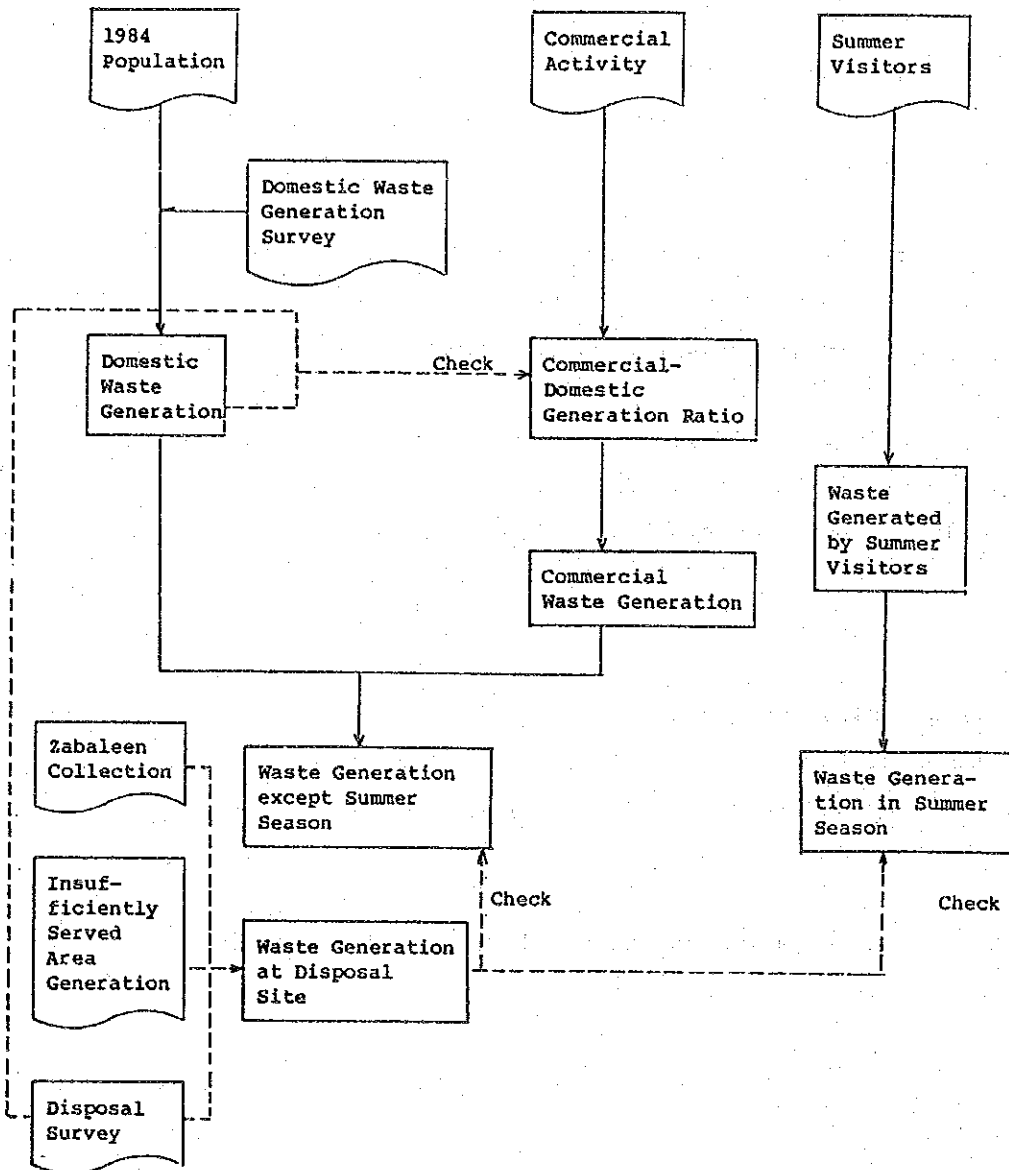 1984
Population
Commercial
Activity
Summer
Visitors
Domestic Waste
Generation
Survey
Domestic
Waste
Generation
Check
Commercial-
Domestic
Generation Ratio
Waste
Generated
by Summer
Visitors
Commercial
Waste Generation
Zabaleen
Collection
Waste Generation
except Summer
Season
Waste Genera-
tion in Summer
Season
Insuf-
ficiently
Served
Area
Generation
Check
Check
Waste Generation
at Disposal
Site
Disposal
Survey